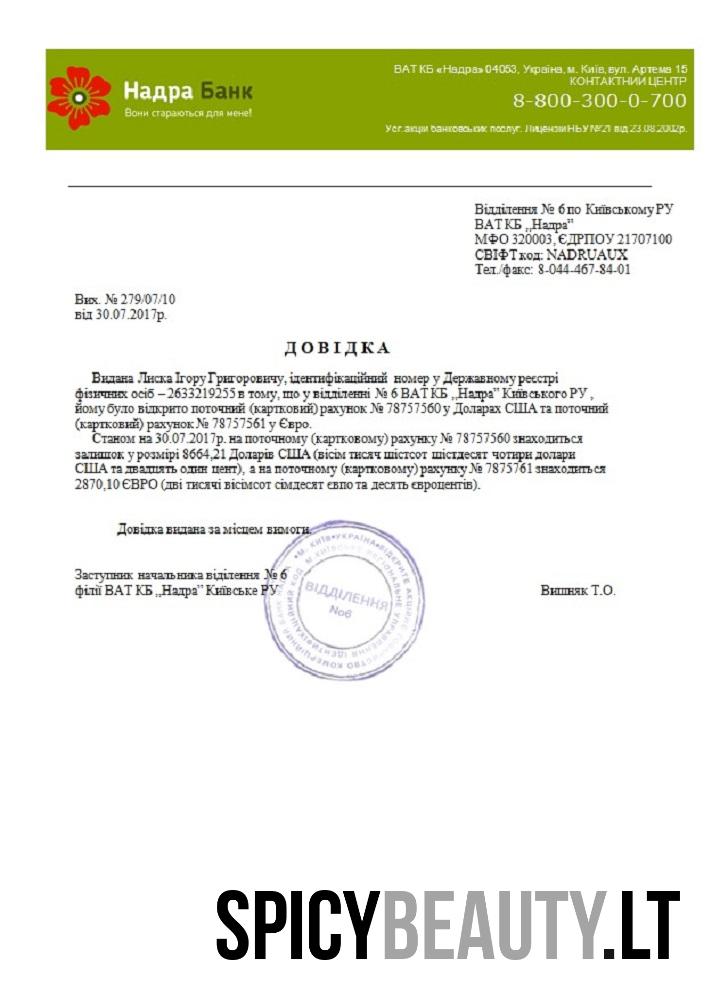 Надра Банк
Вони стараються для мене!
ВАТ КБ «Надра» 04053, Україна, м. Київ, вул. Артема 15
КОНТАКТНИЙ ЦЕНТР
8-800-300-0-700
Усі акції банковських послуг. Лицензіи НБУ №21 від 23.08.2002р.
Відділення № 6 по Київському РУ
ВАТ КБ ,,Надра”
МФО 320003, ЄДРПОУ 21707100
СВІФТ код: NADRUAUX
Тел./факс: 8-044-467-84-01
Вих. № 279/07/10
від 30.07.2017р.
Д О В І Д К А
Видана Лиска Ігору Григоровичу, ідентифікаційний номер у Державному реєстрі
фізичних осіб – 2633219255 в тому, що у відділенні № 6 ВАТ КБ ,,Надра” Київського РУ ,
йому було відкрито поточний (картковий) рахунок № 78757560 у Доларах США та поточний
(картковий) рахунок № 78757561 у Євро.
Станом на 30.07.2017р. на поточному (картковому) рахунку № 78757560 знаходиться
залишок у розмірі 8664,21 Доларів США (вісім тисяч шістсот шістдесят чотири долари
США та двадцять один цент), а на поточному (картковому) рахунку № 7875761 знаходиться
2870,10 ЄВРО (дві тисячі вісімсот сімдесят євпо та десять євроцентів).
Довідка видана за місцем вимоги.
Заступник начальника віділення № 6
філії ВАТ КБ ,,Надра” Київське РУ
Вишняк Т.О.
ВІДДІЛЕННЯ
№6
SPICYBEAUTY.LT